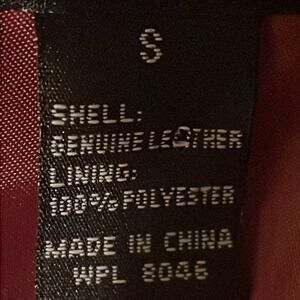 S
SHELL:
GENUINE LEATHER
LINING:
100% POLYESTER
MADE IN CHINA
WPL 8046